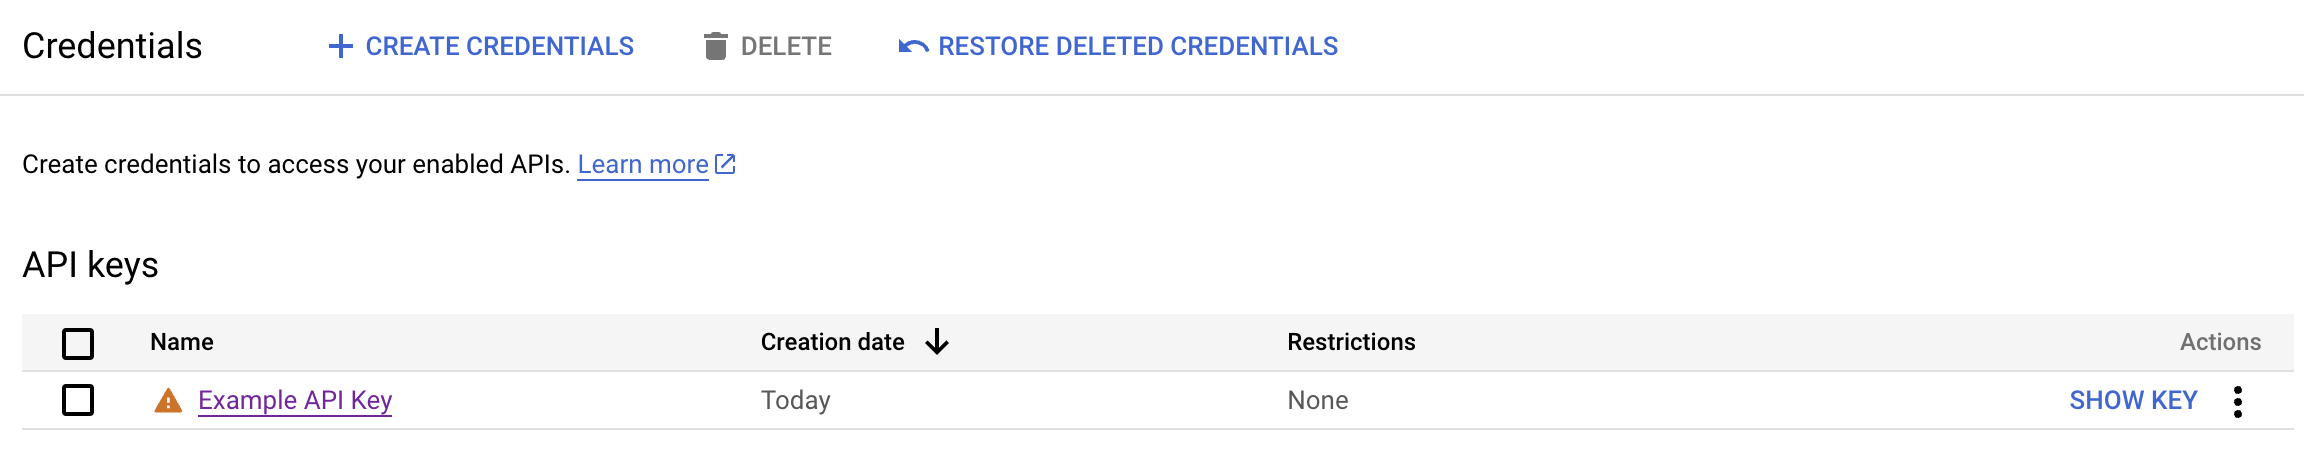 Credentials CREATE CREDENTIALS DELETE RESTORE DELETED CREDENTIALS
Create credentials to access your enabled APIs. Learn more
API keys
Name Creation date Restrictions Actions
Example API Key Today None SHOW KEY